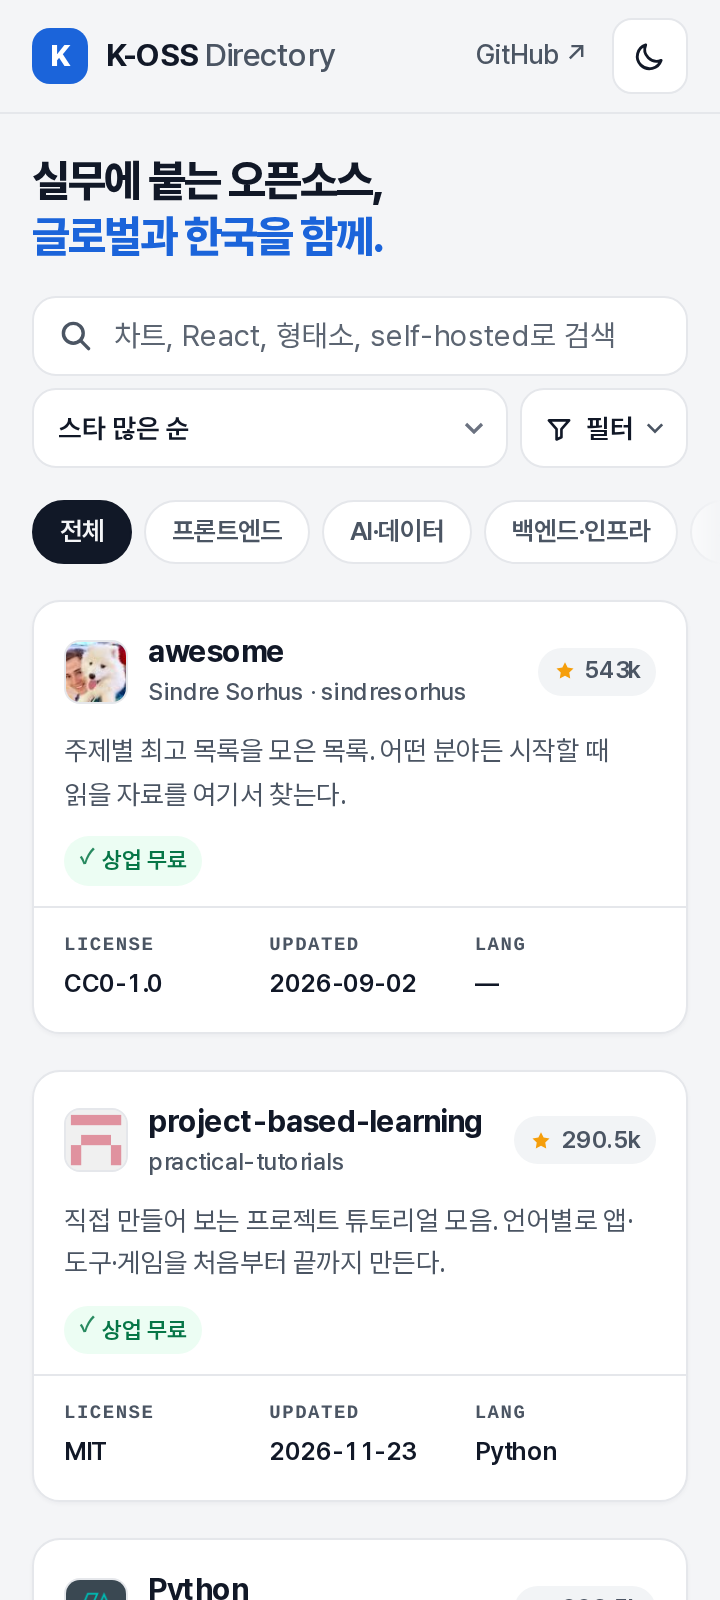 K
K-OSS Directory
GitHub ↗
실무에 붙는 오픈소스,
글로벌과 한국을 함께.
차트, React, 형태소, self-hosted로 검색
스타 많은 순
필터
전체
프론트엔드
AI·데이터
백엔드·인프라
awesome
Sindre Sorhus · sindresorhus
★ 543k
주제별 최고 목록을 모은 목록. 어떤 분야든 시작할 때
읽을 자료를 여기서 찾는다.
✓ 상업 무료
LICENSE
UPDATED
LANG
CC0-1.0
2026-09-02
—
project-based-learning
practical-tutorials
★ 290.5k
직접 만들어 보는 프로젝트 튜토리얼 모음. 언어별로 앱·
도구·게임을 처음부터 끝까지 만든다.
✓ 상업 무료
LICENSE
UPDATED
LANG
MIT
2026-11-23
Python
Python